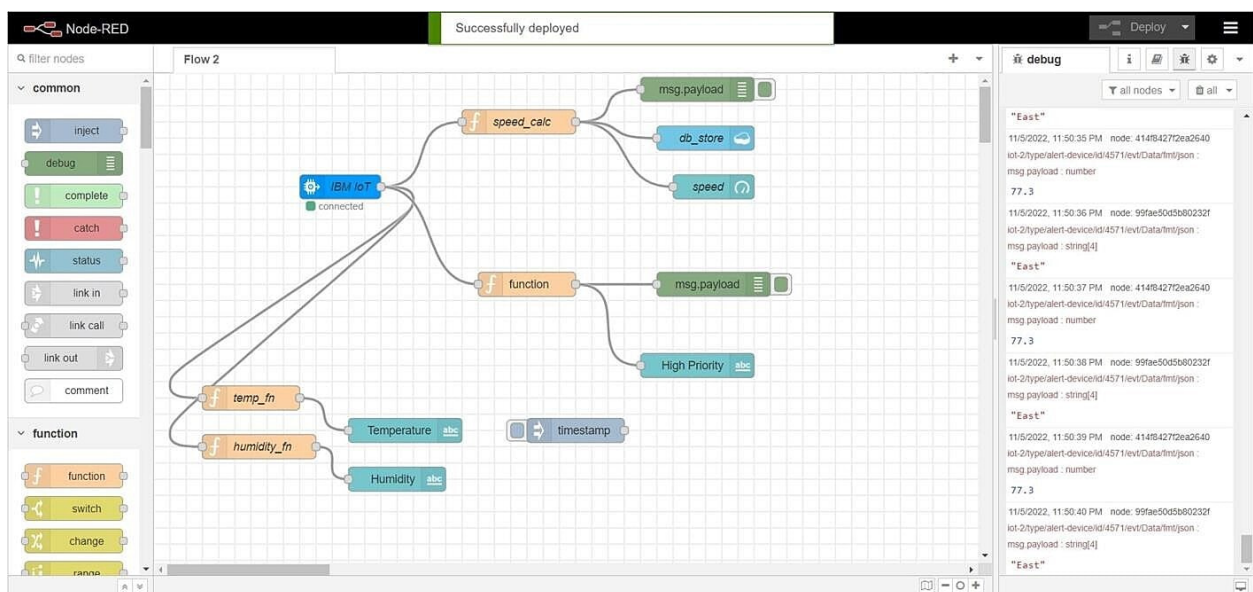 Node-RED
Successfully deployed
Deploy
filter nodes
Flow 2
debug
i
all nodes
all
common
inject
debug
complete
catch
status
link in
link call
link out
comment
function
function
switch
change
range
speed_calc
msg.payload
db_store
speed
IBM IoT
connected
function
msg.payload
High Priority
abc
temp_fn
Temperature
abc
timestamp
humidity_fn
Humidity
abc
"East"
11/5/2022, 11:50:35 PM node: 414f8427f2ea2640
iot-2/type/alert-device/id/4571/evt/Data/fmt/json :
msg.payload : number
77.3
11/5/2022, 11:50:36 PM node: 99fae50d5b80232f
iot-2/type/alert-device/id/4571/evt/Data/fmt/json :
msg.payload : string[4]
"East"
11/5/2022, 11:50:37 PM node: 414f8427f2ea2640
iot-2/type/alert-device/id/4571/evt/Data/fmt/json :
msg.payload : number
77.3
11/5/2022, 11:50:38 PM node: 99fae50d5b80232f
iot-2/type/alert-device/id/4571/evt/Data/fmt/json :
msg.payload : string[4]
"East"
11/5/2022, 11:50:39 PM node: 414f8427f2ea2640
iot-2/type/alert-device/id/4571/evt/Data/fmt/json :
msg.payload : number
77.3
11/5/2022, 11:50:40 PM node: 99fae50d5b80232f
iot-2/type/alert-device/id/4571/evt/Data/fmt/json :
msg.payload : string[4]
"East"